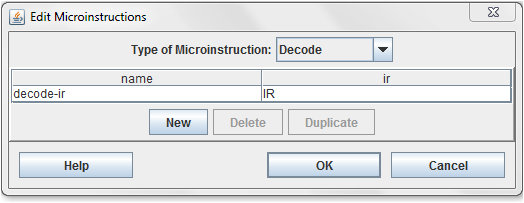 Edit Microinstructions
Type of Microinstruction: Decode
name ir
decode-ir IR
New Delete Duplicate
Help OK Cancel